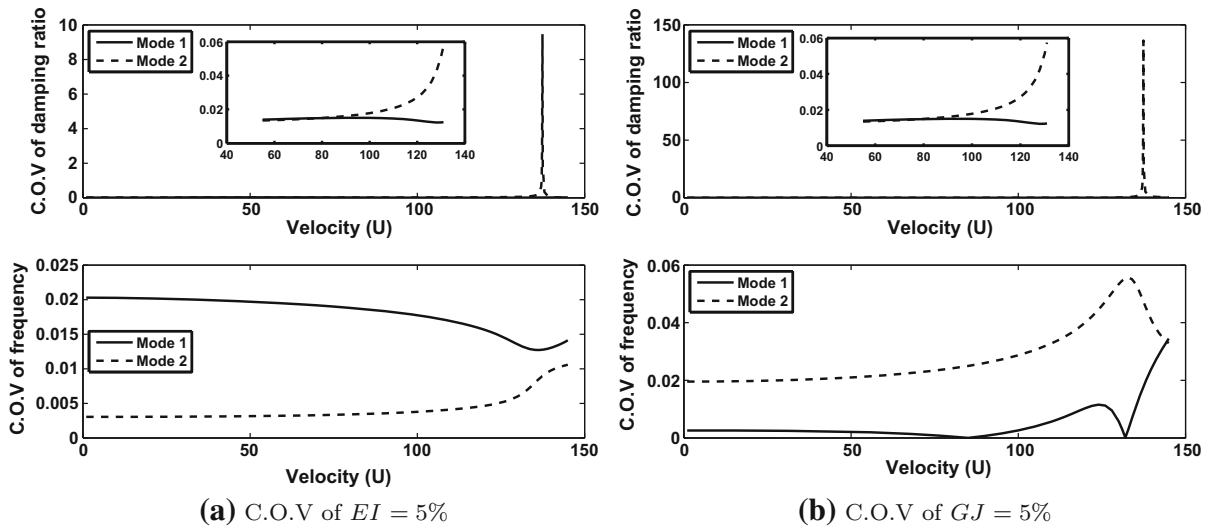 C.O.V of damping ratio
10
8
6
4
2
0
Mode 1
Mode 2
0.06
0.04
0.02
0
40 60 80 100 120 140
0 50 100 150
Velocity (U)
C.O.V of frequency
0.025
0.02
0.015
0.01
0.005
0
Mode 1
Mode 2
0 50 100 150
Velocity (U)
(a) C.O.V of EI = 5%
C.O.V of damping ratio
150
100
50
0
Mode 1
Mode 2
0.06
0.04
0.02
0
40 60 80 100 120 140
0 50 100 150
Velocity (U)
C.O.V of frequency
0.06
0.04
0.02
0
Mode 1
Mode 2
0 50 100 150
Velocity (U)
(b) C.O.V of GJ = 5%